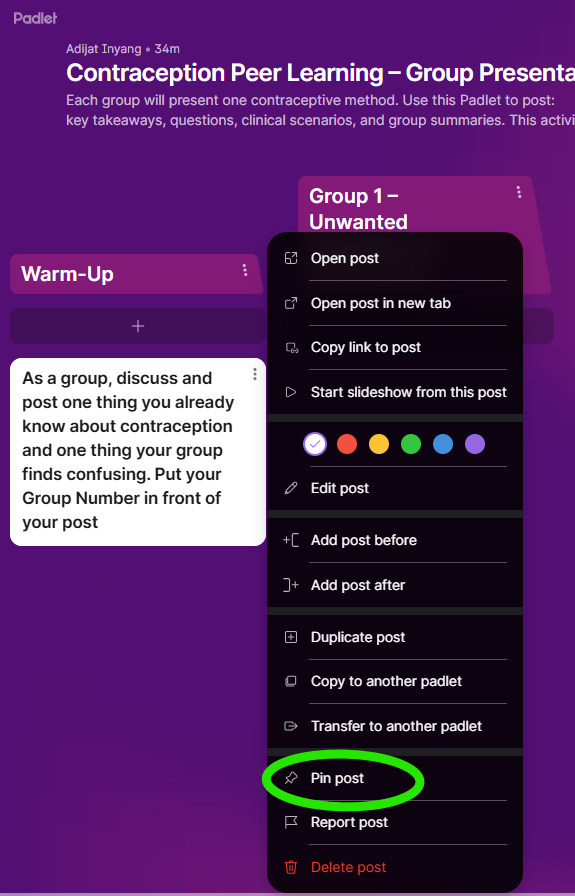 Padlet
Adijat Inyang • 34m
Contraception Peer Learning – Group Presenta
Each group will present one contraceptive method. Use this Padlet to post:
key takeaways, questions, clinical scenarios, and group summaries. This activi
Group 1 –
Unwanted
Warm-Up
As a group, discuss and
post one thing you already
know about contraception
and one thing your group
finds confusing. Put your
Group Number in front of
your post
Open post
Open post in new tab
Copy link to post
Start slideshow from this post
Edit post
Add post before
Add post after
Duplicate post
Copy to another padlet
Transfer to another padlet
Pin post
Report post
Delete post